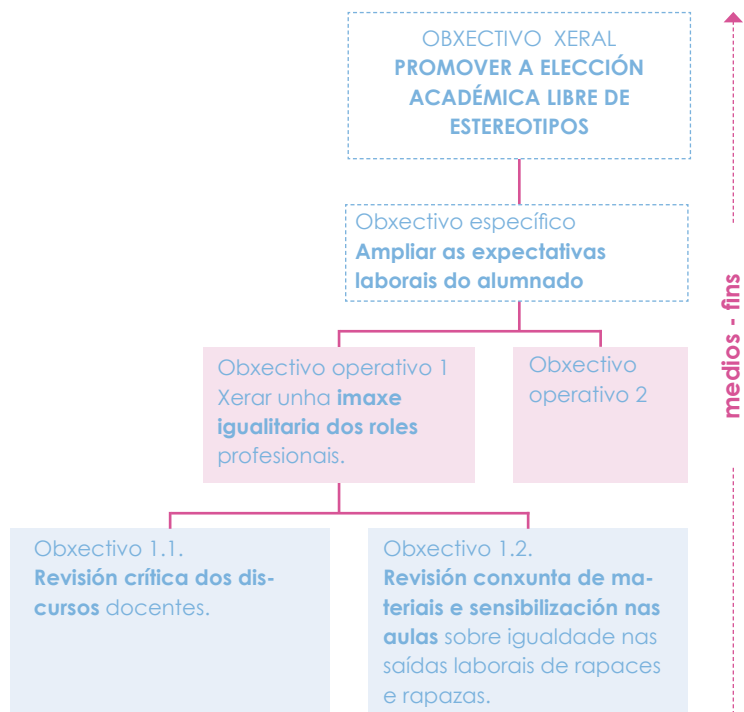 OBXECTIVO XERAL
PROMOVER A ELECCIÓN
ACADÉMICA LIBRE DE
ESTEREOTIPOS
Obxectivo específico
Ampliar as expectativas
laborais do alumnado
Obxectivo operativo 1
Xerar unha imaxe
igualitaria dos roles
profesionais.
Obxectivo
operativo 2
Obxectivo 1.1.
Revisión crítica dos dis-
cursos docentes.
Obxectivo 1.2.
Revisión conxunta de ma-
teriais e sensibilización nas
aulas sobre igualdade nas
saídas laborais de rapaces
e rapazas.
medios - fins